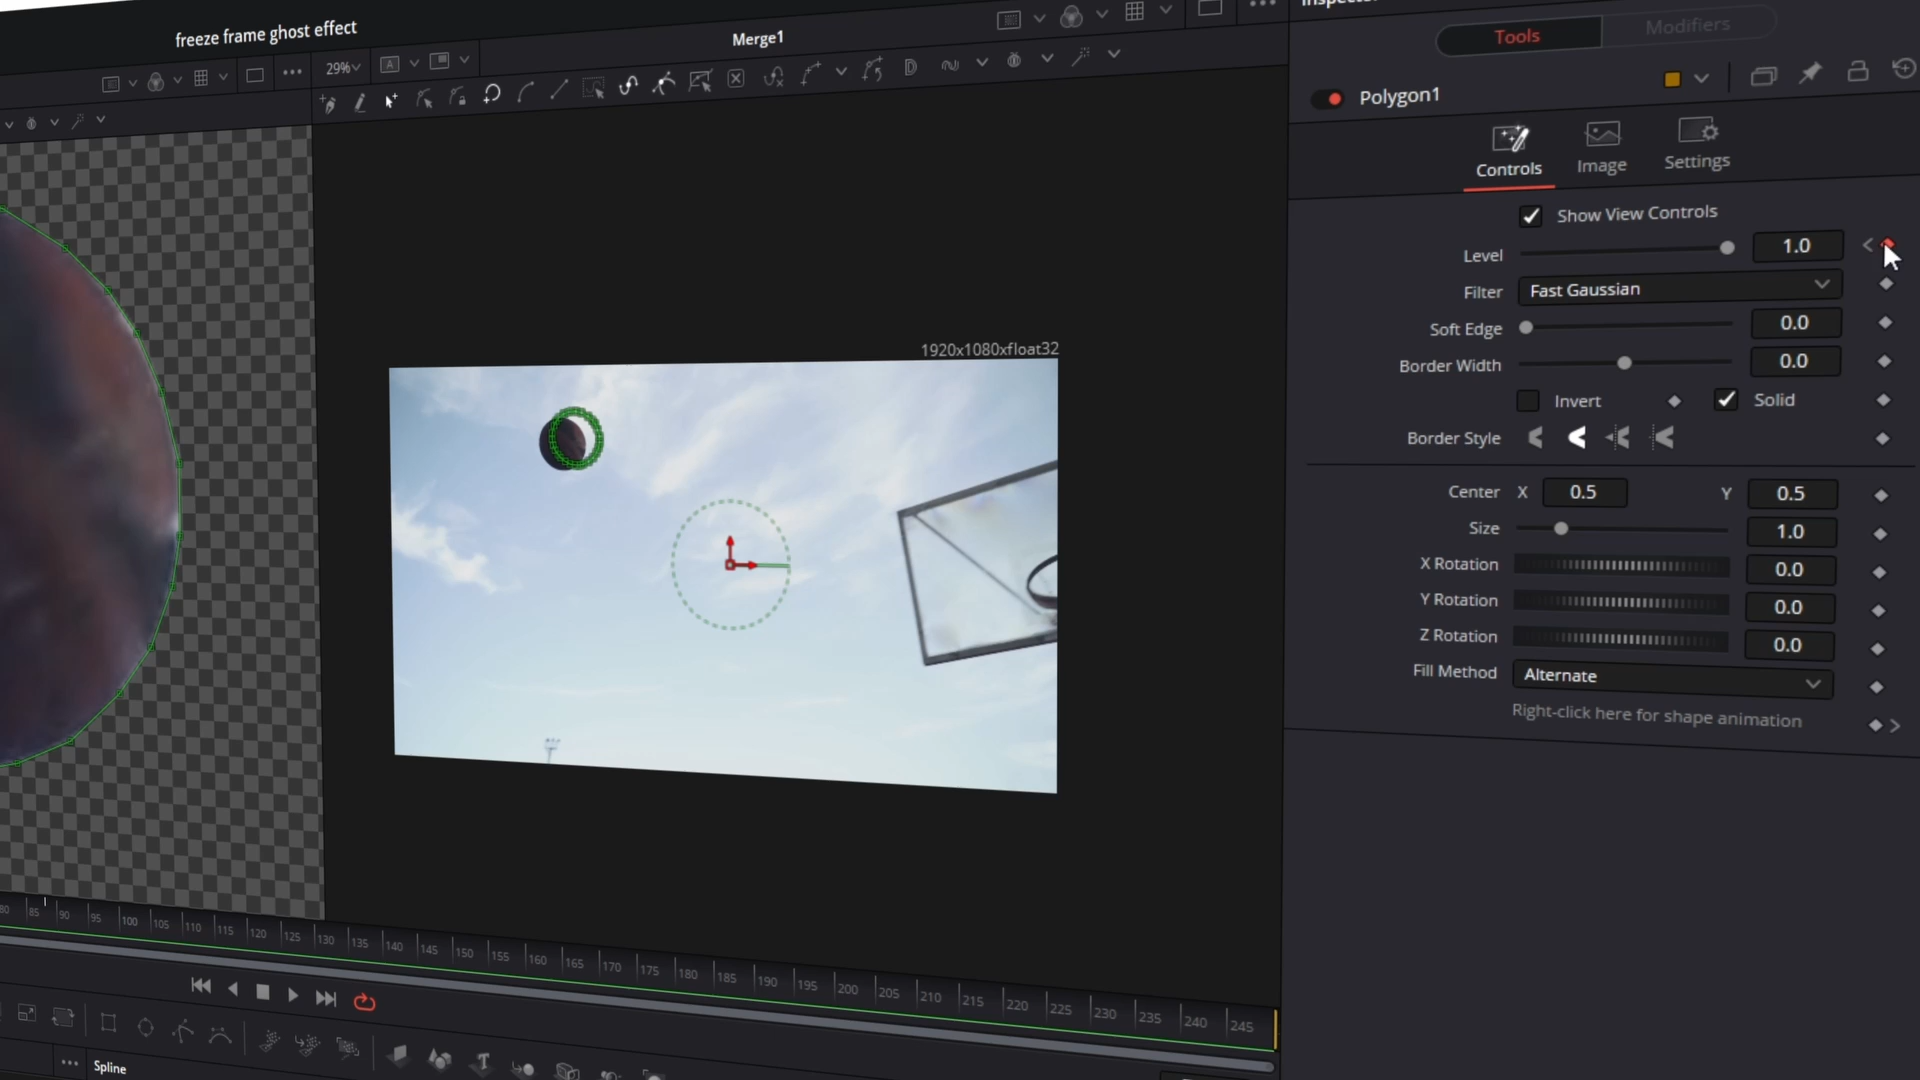 freeze frame ghost effect
Merge1
29%
A
D
Tools
Modifiers
Polygon1
Controls
Image
Settings
Show View Controls
Level
1.0
Filter
Fast Gaussian
Soft Edge
0.0
Border Width
0.0
Invert
Solid
Border Style
Center X 0.5 Y 0.5
Size
1.0
X Rotation
0.0
Y Rotation
0.0
Z Rotation
0.0
Fill Method
Alternate
Right-click here for shape animation
1920x1080xfloat32
80 85 90 95 100 105 110 115 120 125 130 135 140 145 150 155 160 165 170 175 180 185 190 195 200 205 210 215 220 225 230 235 240 245
T
Spline